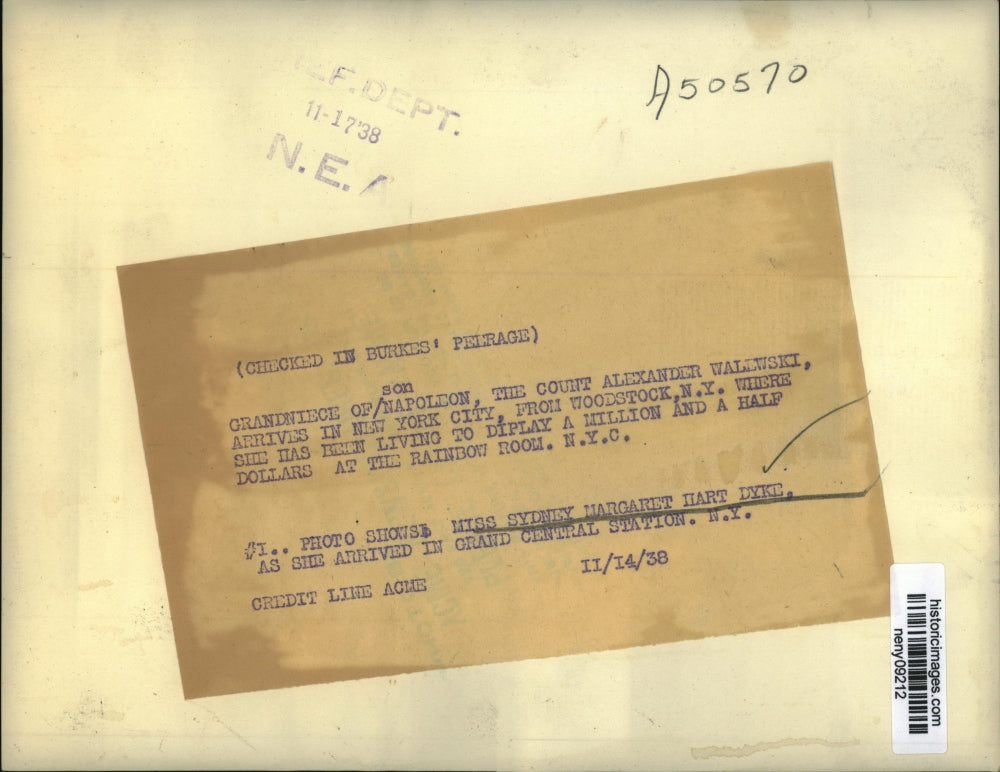 EF. DEPT.
11-1738
N. E. A
A50570
(CHECKED IN BURKES' PEERAGE)
son
GRANDNIECE OF/NAPOLEON, THE COUNT ALEXANDER WALEWSKI,
ARRIVES IN NEW YORK CITY, FROM WOODSTOCK,N.Y. WHERE
SHE HAS BEEN LIVING TO DIPLAY A MILLION AND A HALF
DOLLARS AT THE RAINBOW ROOM. N.Y.C.
#1.. PHOTO SHOWS MISS SYDNEY MARGARET HART DYKE,
AS SHE ARRIVED IN GRAND CENTRAL STATION. N.Y.
CREDIT LINE ACME
11/14/38
historicimages.com
neny09212